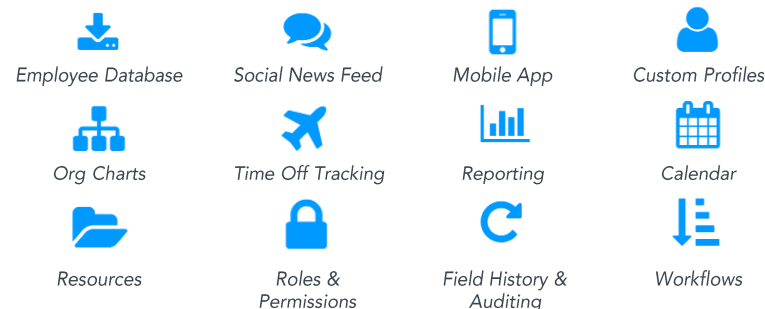 Employee Database
Social News Feed
Mobile App
Custom Profiles
Org Charts
Time Off Tracking
Reporting
Calendar
Resources
Roles &
Permissions
Field History &
Auditing
Workflows